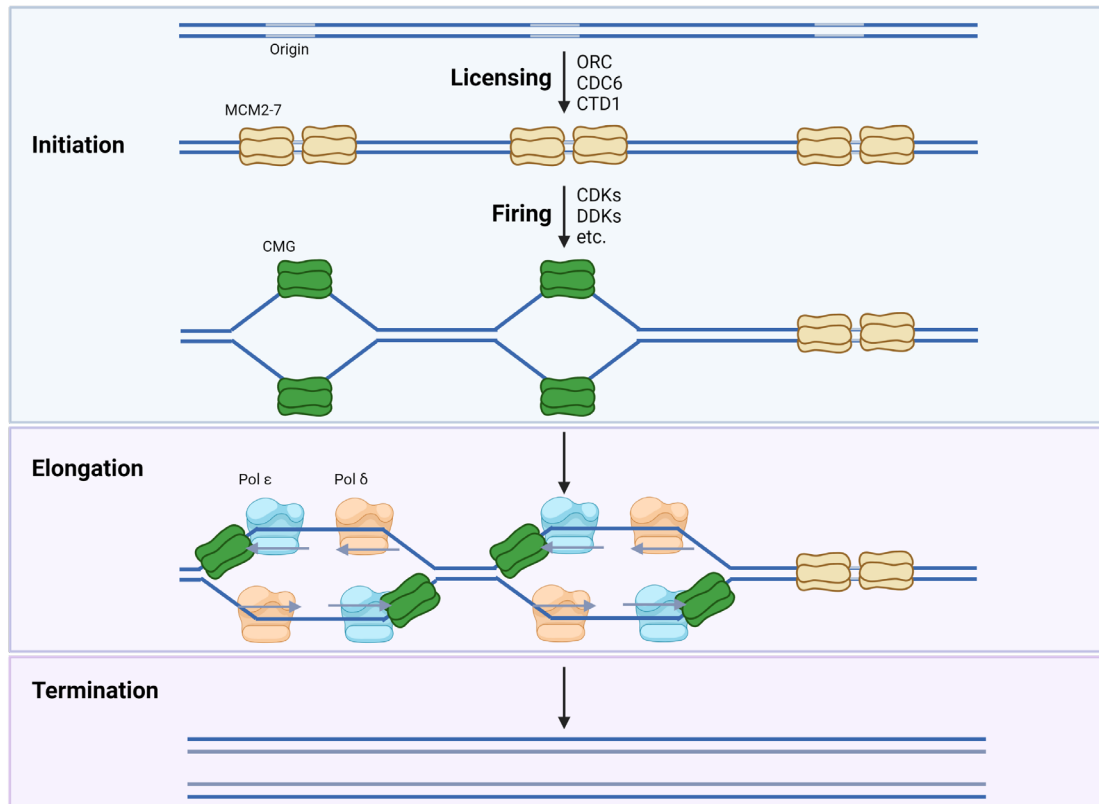 Origin
Licensing
ORC
CDC6
CTD1
MCM2-7
Initiation
Firing
CDKs
DDKs
etc.
CMG
Elongation
Pol ε
Pol δ
Termination